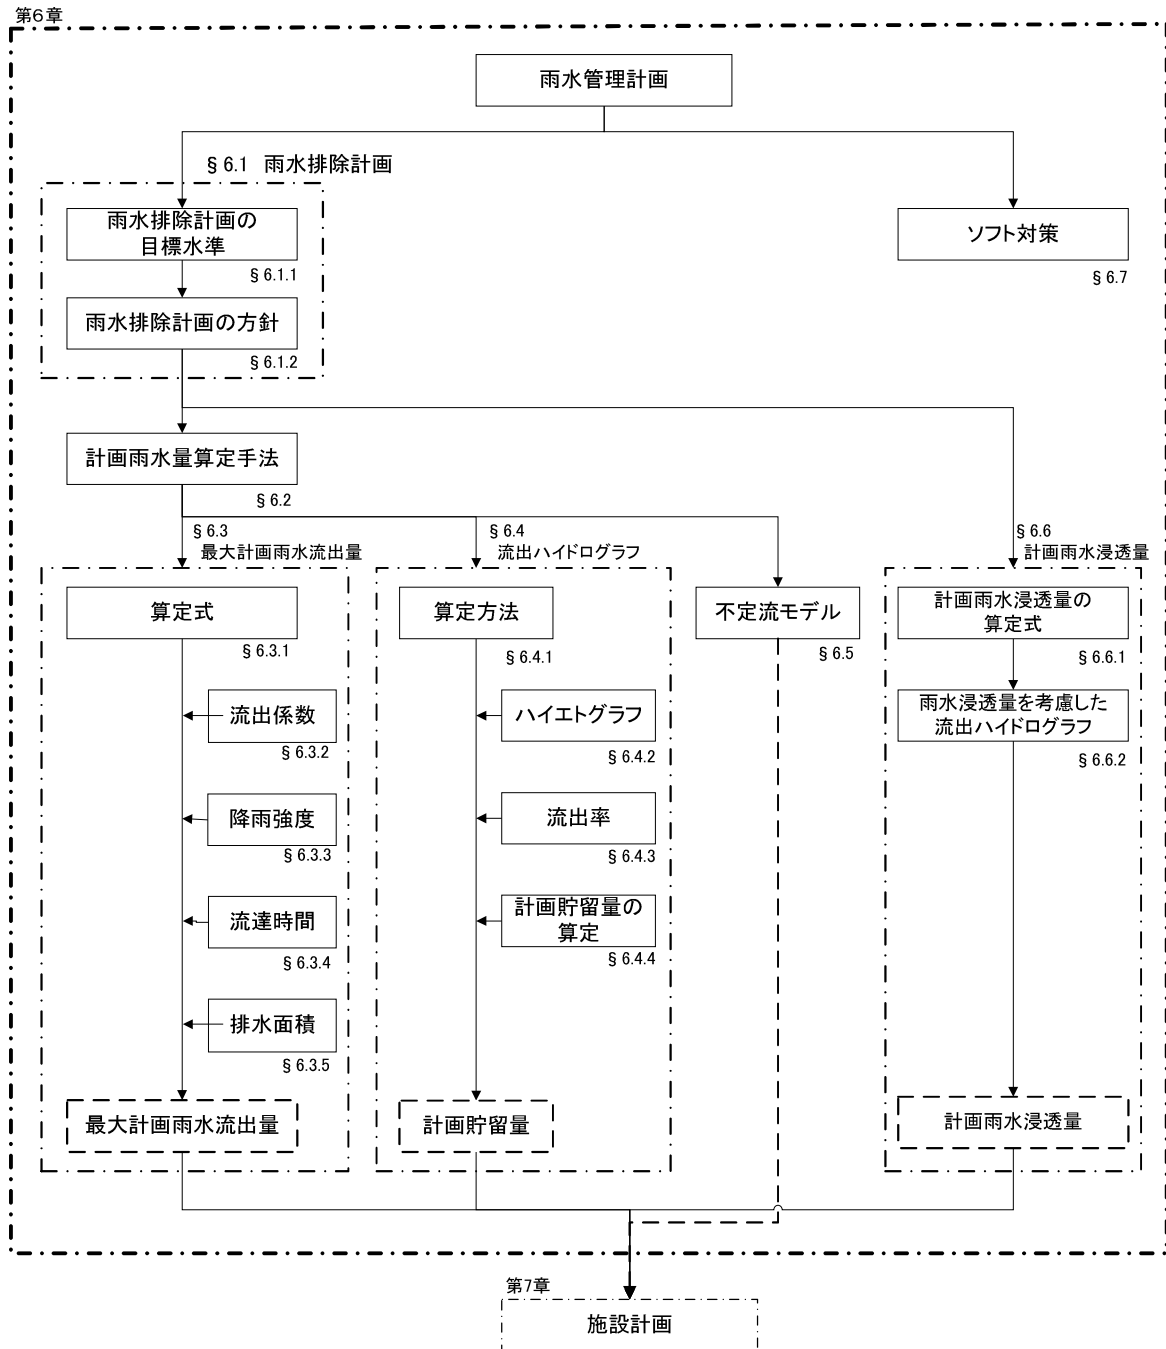 第6章
雨水管理計画
§ 6.1 雨水排除計画
雨水排除計画の
目標水準
§ 6.1.1
雨水排除計画の方針
§ 6.1.2
ソフト対策
§ 6.7
計画雨水量算定手法
§ 6.2
§ 6.3
最大計画雨水流出量
算定式
§ 6.3.1
流出係数
§ 6.3.2
降雨強度
§ 6.3.3
流達時間
§ 6.3.4
排水面積
§ 6.3.5
最大計画雨水流出量
§ 6.4
流出ハイドログラフ
算定方法
§ 6.4.1
ハイエトグラフ
§ 6.4.2
流出率
§ 6.4.3
計画貯留量の
算定
§ 6.4.4
計画貯留量
不定流モデル
§ 6.5
§ 6.6
計画雨水浸透量
計画雨水浸透量の
算定式
§ 6.6.1
雨水浸透量を考慮した
流出ハイドログラフ
§ 6.6.2
計画雨水浸透量
第7章
施設計画